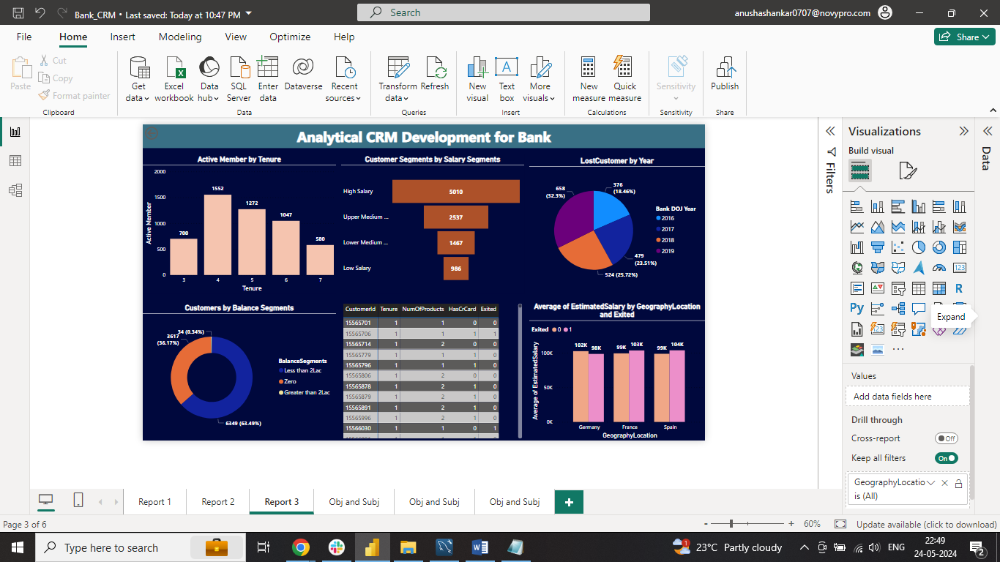 Bank_CRM • Last saved: Today at 10:47 PM
Search
anushashankar0707@novypro.com
File
Home
Insert
Modeling
View
Optimize
Help
Share
Paste
Cut
Copy
Format painter
Clipboard
Get data
Excel workbook
Data hub
SQL Server
Enter data
Dataverse
Recent sources
Data
Transform data
Refresh
Queries
New visual
Text box
More visuals
Insert
New measure
Quick measure
Calculations
Sensitivity
Sensitivity
Publish
Share
Analytical CRM Development for Bank
Active Member by Tenure
2000
1500
1000
500
0
Active Member
700
1552
1272
1047
580
3
4
5
6
7
Tenure
Customer Segments by Salary Segments
High Salary
5010
Upper Medium ...
2537
Lower Medium ...
1467
Low Salary
986
LostCustomer by Year
658
(32.3%)
376
(18.46%)
479
(23.51%)
524 (25.72%)
Bank DOJ Year
2016
2017
2018
2019
Customers by Balance Segments
34 (0.34%)
3617
(36.17%)
6349 (63.49%)
BalanceSegments
Less than 2Lac
Zero
Greater than 2Lac
CustomerId Tenure NumOfProducts HasCrCard Exited
15565701 1 1 0 0
15565706 1 1 1 1
15565714 1 2 0 0
15565779 1 1 1 0
15565796 1 1 1 0
15565806 1 2 0 0
15565878 1 2 1 0
15565879 1 2 1 0
15565891 1 2 1 0
15565996 1 2 1 0
15566030 1 1 0 1
Average of EstimatedSalary by GeographyLocation
and Exited
Exited 0 1
Average of EstimatedSalary
100K
50K
0K
102K
98K
99K
103K
99K
104K
Germany
France
Spain
GeographyLocation
Filters
Visualizations
Build visual
Data
R
Py
123
Expand
Values
Add data fields here
Drill through
Cross-report
Off
Keep all filters
On
GeographyLocatio
is (All)
Report 1
Report 2
Report 3
Obj and Subj
Obj and Subj
Obj and Subj
Page 3 of 6
60%
Update available (click to download)
Type here to search
1
23°C Partly cloudy
ENG
22:49
24-05-2024
2